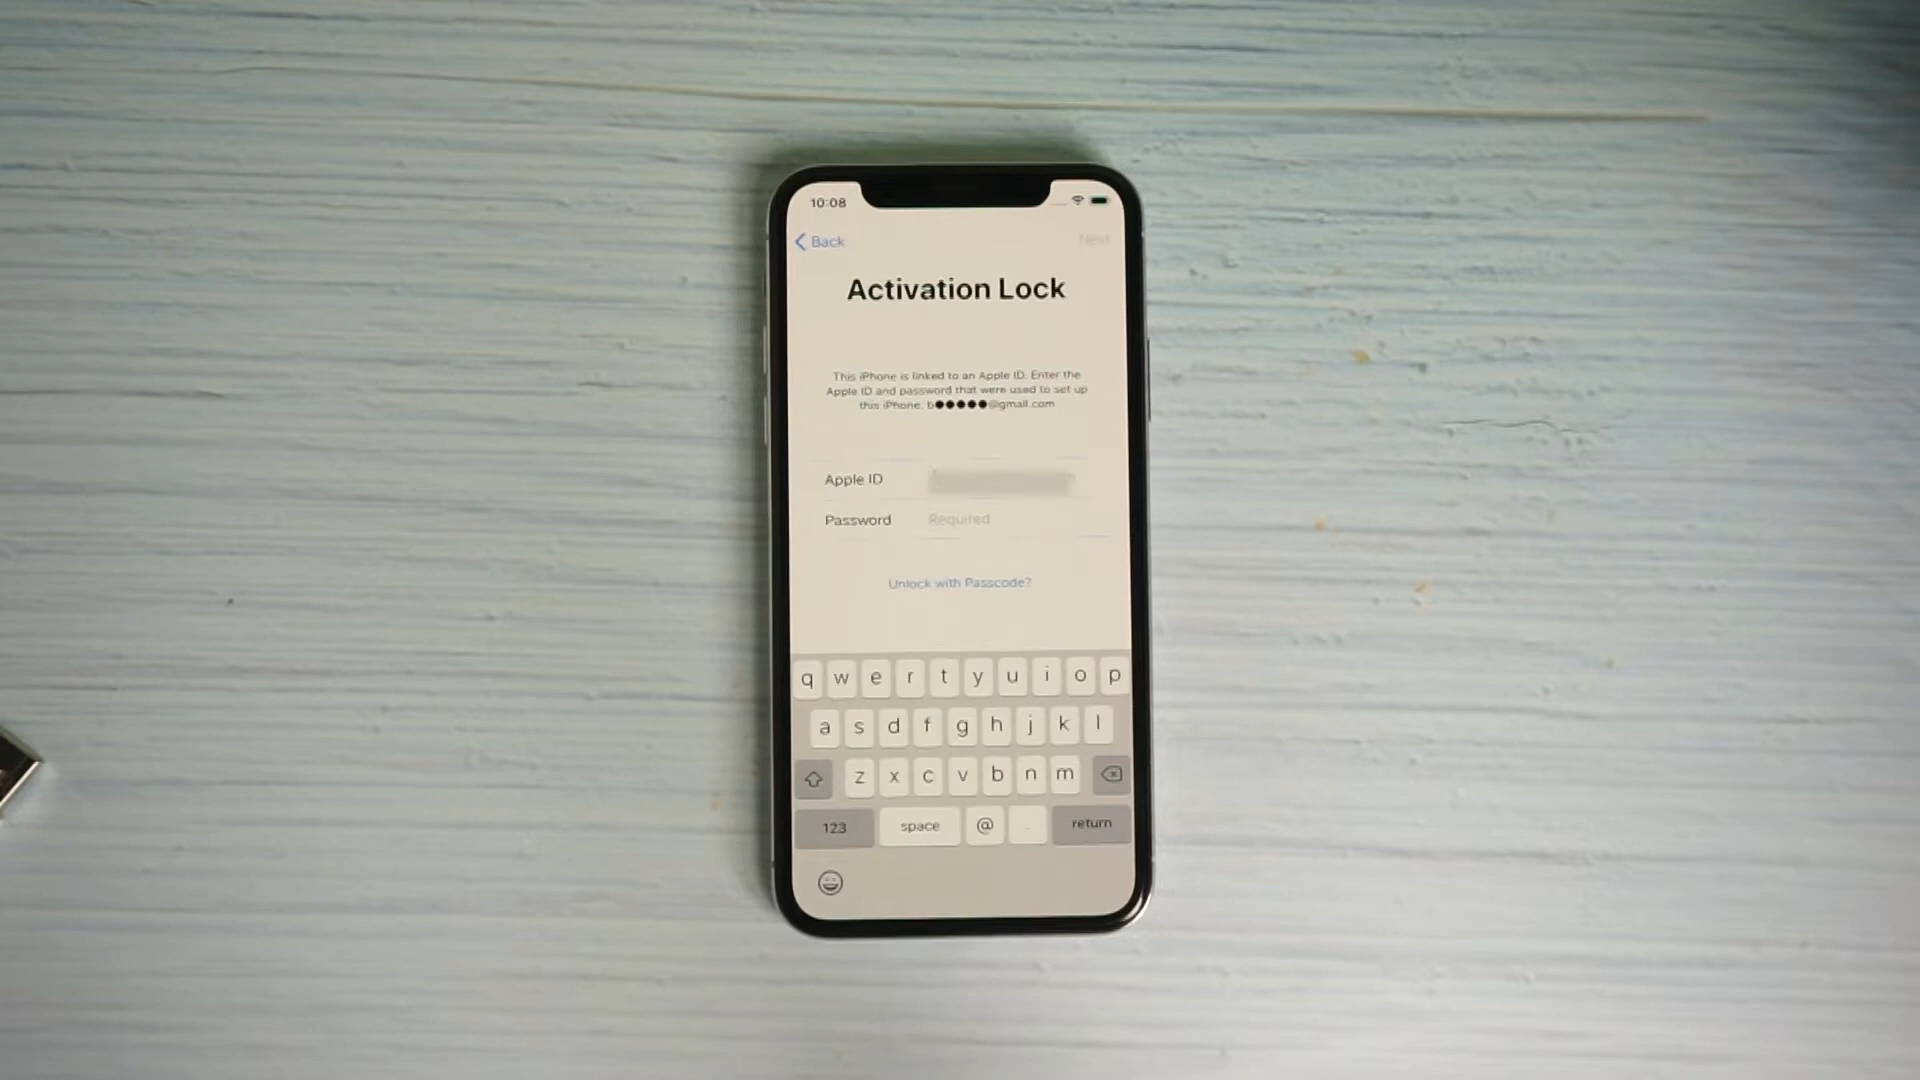 10:08
Back
Next
Activation Lock
This iPhone is linked to an Apple ID. Enter the
Apple ID and password that were used to set up
this iPhone. b●●●●●@gmail.com
Apple ID
Password Required
Unlock with Passcode?
q w e r t y u i o p
a s d f g h j k l
z x c v b n m
123 space @ . return